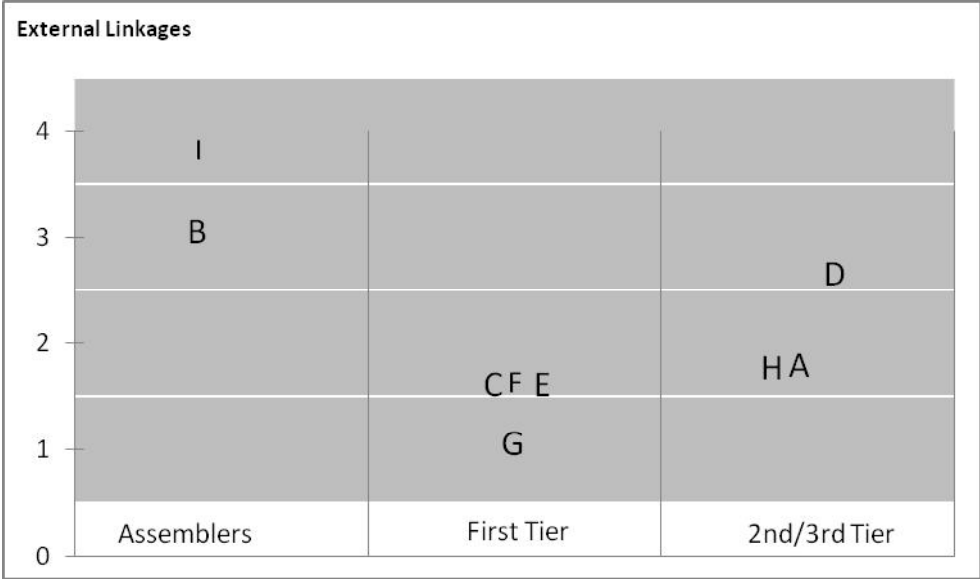 External Linkages
4
I
3
B
D
2
H A
C F E
1
G
Assemblers First Tier 2nd/3rd Tier
0